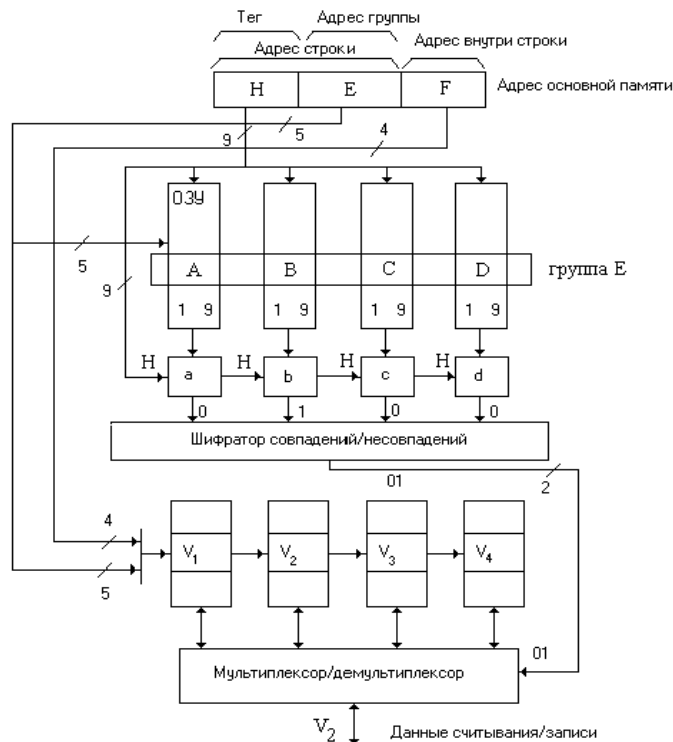 Тег Адрес группы
Адрес строки Адрес внутри строки
H E F Адрес основной памяти
9 5 4
ОЗУ
5
A B C D группа E
9
1 9 1 9 1 9 1 9
H H H H
a b c d
0 1 0 0
Шифратор совпадений/несовпадений
01 2
4
V1 V2 V3 V4
5
01
Мультиплексор/демультиплексор
V2 Данные считывания/записи